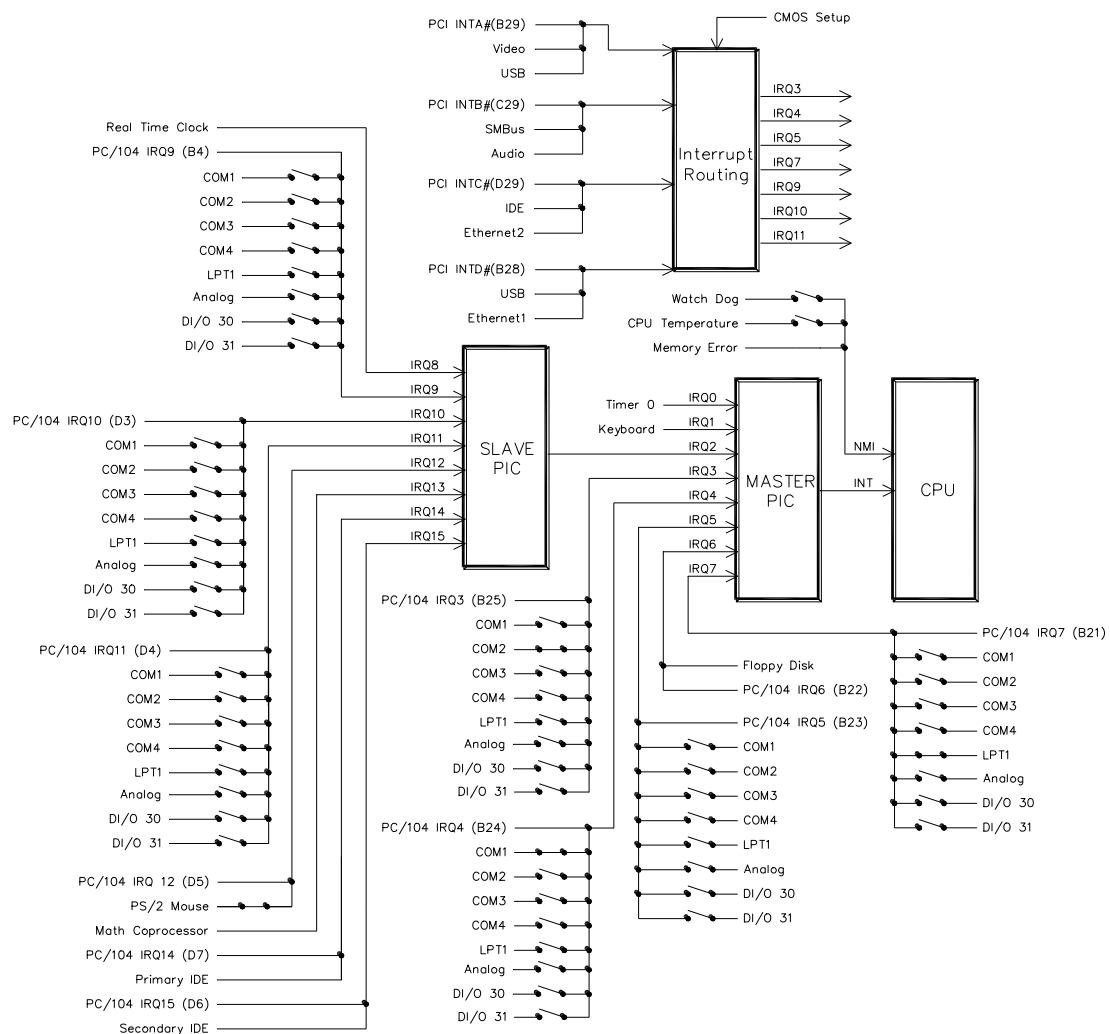 CMOS Setup
PCI INTA#(B29)
Video
USB
PCI INTB#(C29)
SMBus
Audio
PCI INTC#(D29)
IDE
Ethernet2
PCI INTD#(B28)
USB
Ethernet1
Interrupt
Routing
IRQ3
IRQ4
IRQ5
IRQ7
IRQ9
IRQ10
IRQ11
Real Time Clock
PC/104 IRQ9 (B4)
COM1
COM2
COM3
COM4
LPT1
Analog
DI/O 30
DI/O 31
Watch Dog
CPU Temperature
Memory Error
IRQ8
IRQ9
IRQ10
IRQ11
IRQ12
IRQ13
IRQ14
IRQ15
SLAVE
PIC
Timer 0
Keyboard
IRQ0
IRQ1
IRQ2
IRQ3
IRQ4
IRQ5
IRQ6
IRQ7
MASTER
PIC
NMI
INT
CPU
PC/104 IRQ10 (D3)
COM1
COM2
COM3
COM4
LPT1
Analog
DI/O 30
DI/O 31
PC/104 IRQ11 (D4)
COM1
COM2
COM3
COM4
LPT1
Analog
DI/O 30
DI/O 31
PC/104 IRQ 12 (D5)
PS/2 Mouse
Math Coprocessor
PC/104 IRQ14 (D7)
Primary IDE
PC/104 IRQ15 (D6)
Secondary IDE
PC/104 IRQ3 (B25)
COM1
COM2
COM3
COM4
LPT1
Analog
DI/O 30
DI/O 31
PC/104 IRQ4 (B24)
COM1
COM2
COM3
COM4
LPT1
Analog
DI/O 30
DI/O 31
Floppy Disk
PC/104 IRQ6 (B22)
PC/104 IRQ5 (B23)
COM1
COM2
COM3
COM4
LPT1
Analog
DI/O 30
DI/O 31
PC/104 IRQ7 (B21)
COM1
COM2
COM3
COM4
LPT1
Analog
DI/O 30
DI/O 31